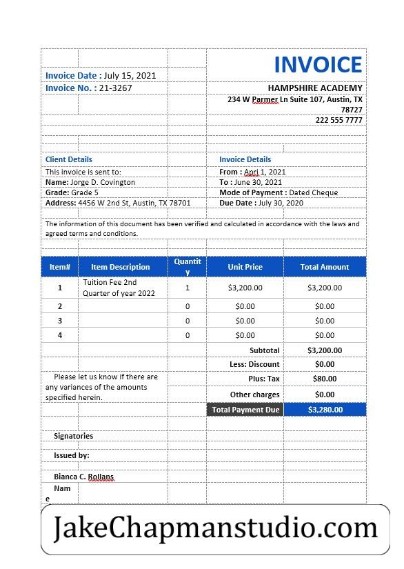 INVOICE
Invoice Date : July 15, 2021
Invoice No. : 21-3267
HAMPSHIRE ACADEMY
234 W Parmer Ln Suite 107, Austin, TX
78727
222 555 7777
Client Details
Invoice Details
This invoice is sent to:
From : April 1, 2021
Name: Jorge D. Covington
To : June 30, 2021
Grade: Grade 5
Mode of Payment : Dated Cheque
Address: 4456 W 2nd St, Austin, TX 78701
Due Date : July 30, 2020
The information of this document has been verified and calculated in accordance with the laws and
agreed terms and conditions.
Item# Item Description Quantit
y Unit Price Total Amount
1 Tuition Fee 2nd
Quarter of year 2022 1 $3,200.00 $3,200.00
2 0 $0.00 $0.00
3 0 $0.00 $0.00
4 0 $0.00 $0.00
Subtotal $3,200.00
Less: Discount $0.00
Please let us know if there are
any variances of the amounts
specified herein.
Plus: Tax $80.00
Other charges $0.00
Total Payment Due $3,280.00
Signatories
Issued by:
Bianca C. Rollans
Nam
e
JakeChapmanstudio.com